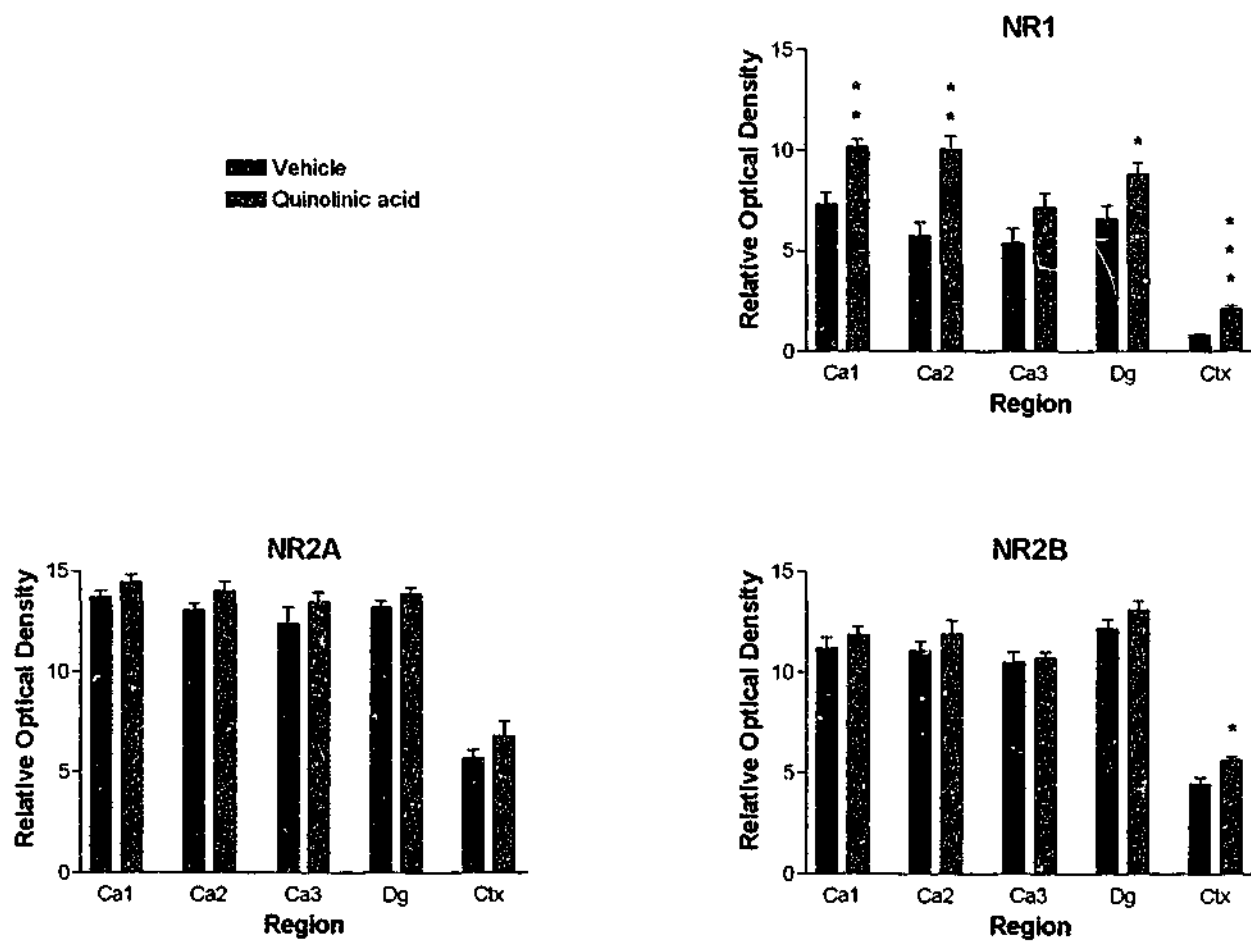 NR1
15
10
5
0
Relative Optical Density
* *
* *
*
* * *
Ca1 Ca2 Ca3 Dg Ctx
Region
Vehicle
Quinolinic acid
NR2A
15
10
5
0
Relative Optical Density
Ca1 Ca2 Ca3 Dg Ctx
Region
NR2B
15
10
5
0
Relative Optical Density
*
Ca1 Ca2 Ca3 Dg Ctx
Region